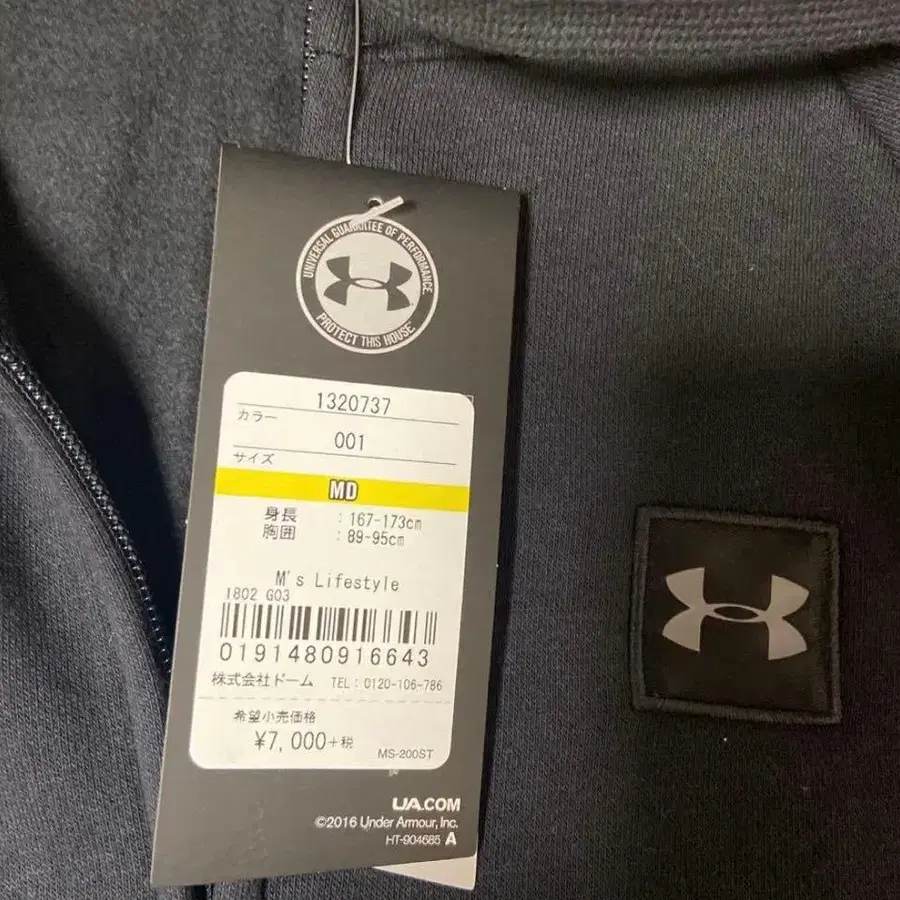 UNIVERSAL GUARANTEE OF PERFORMANCE.
PROTECT THIS HOUSE
1320737
カラー
001
サイズ
MD
身長 : 167-173cm
胸囲 : 89-95cm
M's Lifestyle
1802 G03
0191480916643
株式会社ドーム TEL: 0120-106-786
希望小売価格
¥7,000+税
MS-200ST
UA.COM
©2016 Under Armour, Inc.
HT-904685 A